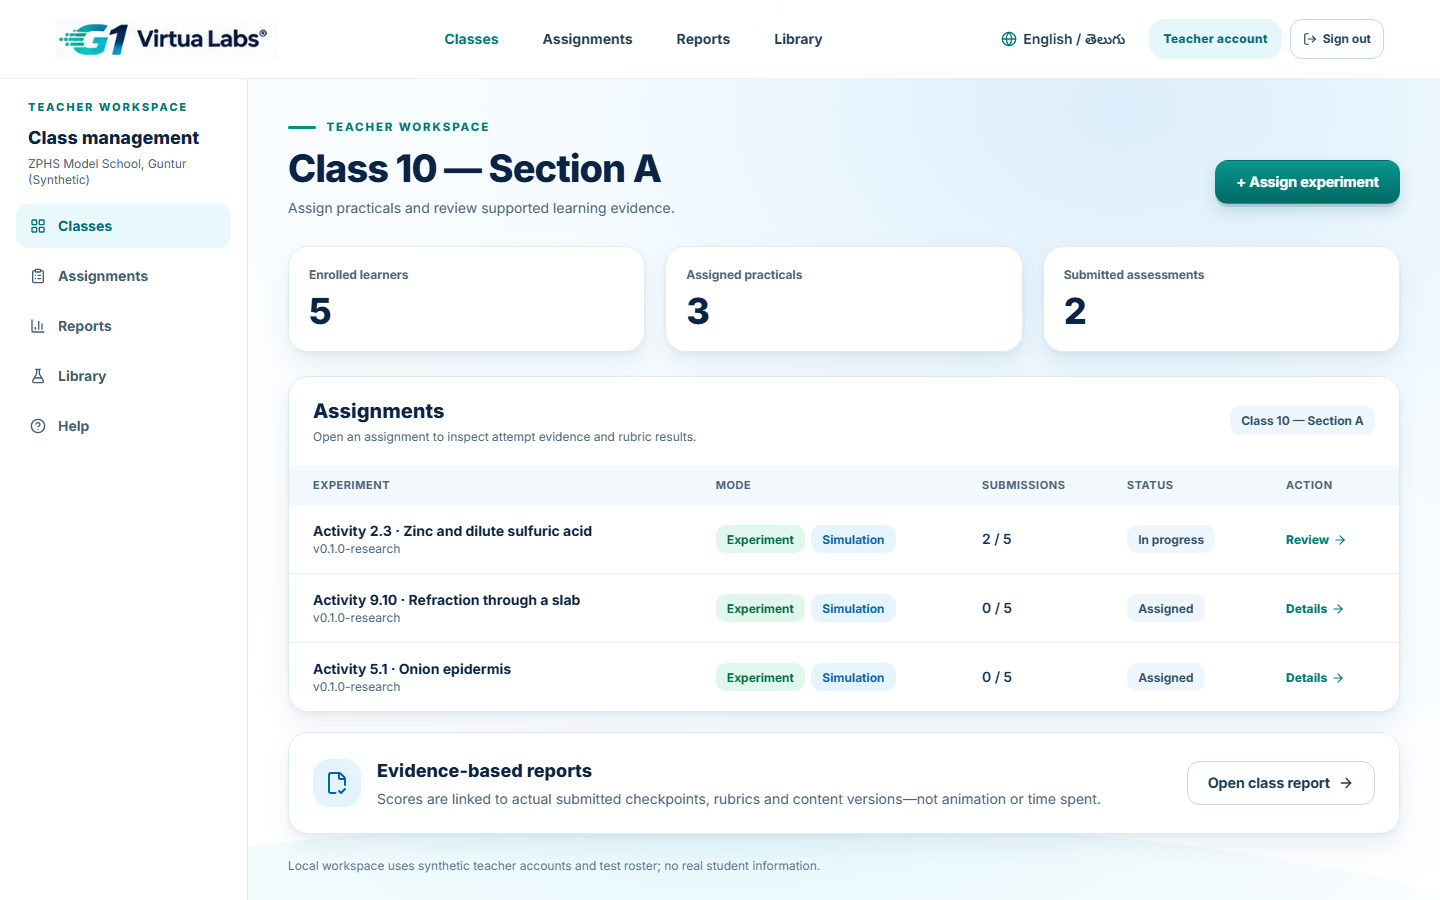 G1 Virtua Labs®
Classes
Assignments
Reports
Library
English / తెలుగు
Teacher account
Sign out
TEACHER WORKSPACE
Class management
ZPHS Model School, Guntur
(Synthetic)
Classes
Assignments
Reports
Library
Help
TEACHER WORKSPACE
Class 10 — Section A
Assign practicals and review supported learning evidence.
+ Assign experiment
Enrolled learners
5
Assigned practicals
3
Submitted assessments
2
Assignments
Open an assignment to inspect attempt evidence and rubric results.
Class 10 — Section A
EXPERIMENT MODE SUBMISSIONS STATUS ACTION
Activity 2.3 · Zinc and dilute sulfuric acid
v0.1.0-research
Experiment Simulation 2 / 5 In progress Review →
Activity 9.10 · Refraction through a slab
v0.1.0-research
Experiment Simulation 0 / 5 Assigned Details →
Activity 5.1 · Onion epidermis
v0.1.0-research
Experiment Simulation 0 / 5 Assigned Details →
Evidence-based reports
Scores are linked to actual submitted checkpoints, rubrics and content versions—not animation or time spent.
Open class report →
Local workspace uses synthetic teacher accounts and test roster; no real student information.